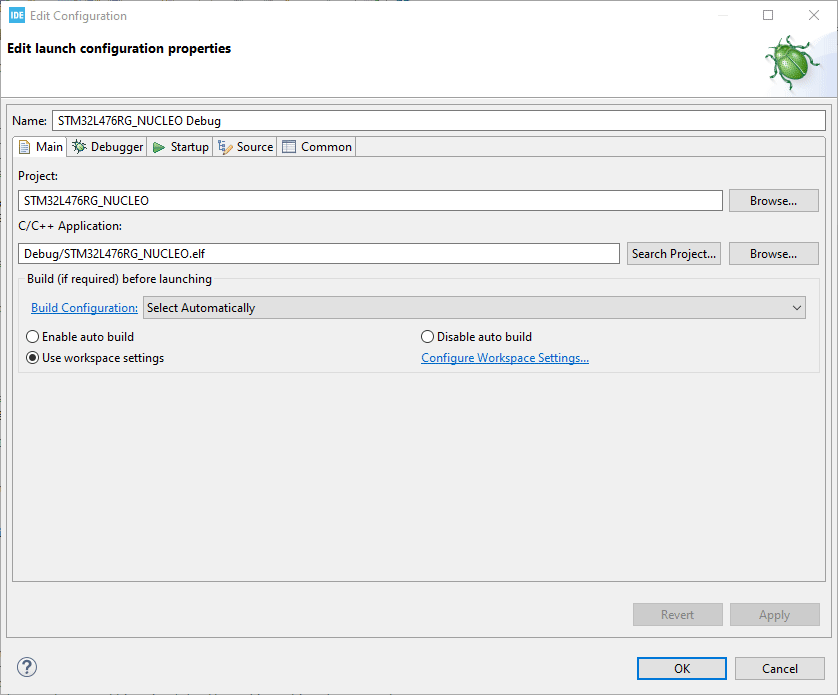 IDE Edit Configuration
Edit launch configuration properties
Name: STM32L476RG_NUCLEO Debug
Main Debugger Startup Source Common
Project:
STM32L476RG_NUCLEO Browse...
C/C++ Application:
Debug/STM32L476RG_NUCLEO.elf Search Project... Browse...
Build (if required) before launching
Build Configuration: Select Automatically
Enable auto build Disable auto build
Use workspace settings Configure Workspace Settings...
Revert Apply
? OK Cancel